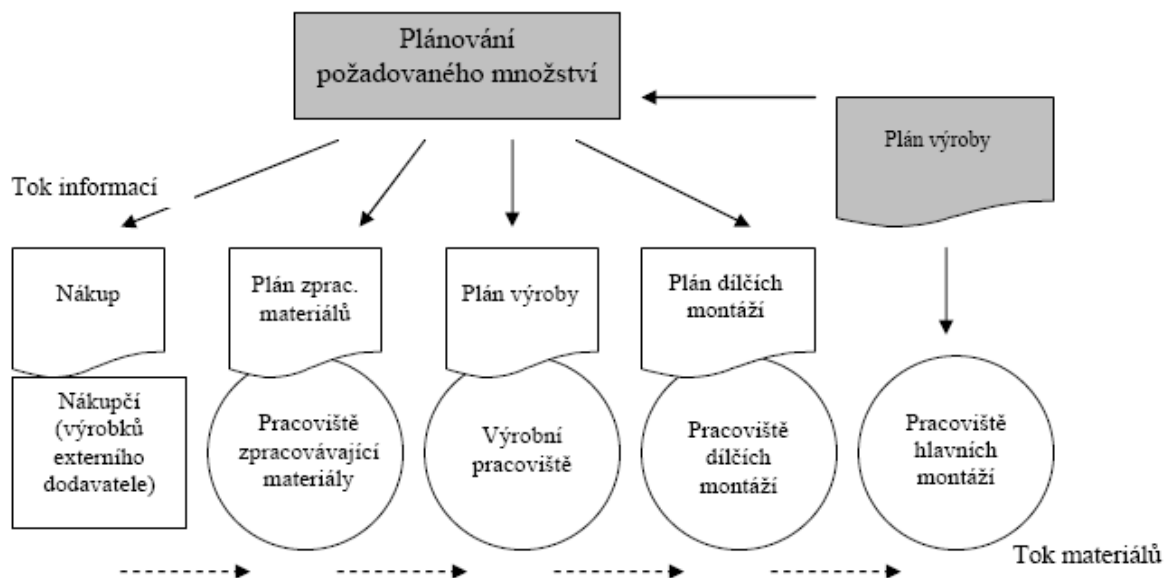 Plánování
požadovaného množství
Plán výroby
Tok informací
Nákup
Plán zprac.
materiálů
Plán výroby
Plán dílčích
montáží
Nákupčí
(výrobků
externího
dodavatele)
Pracoviště
zpracovávající
materiály
Výrobní
pracoviště
Pracoviště
dílčích
montáží
Pracoviště
hlavních
montáží
Tok materiálů